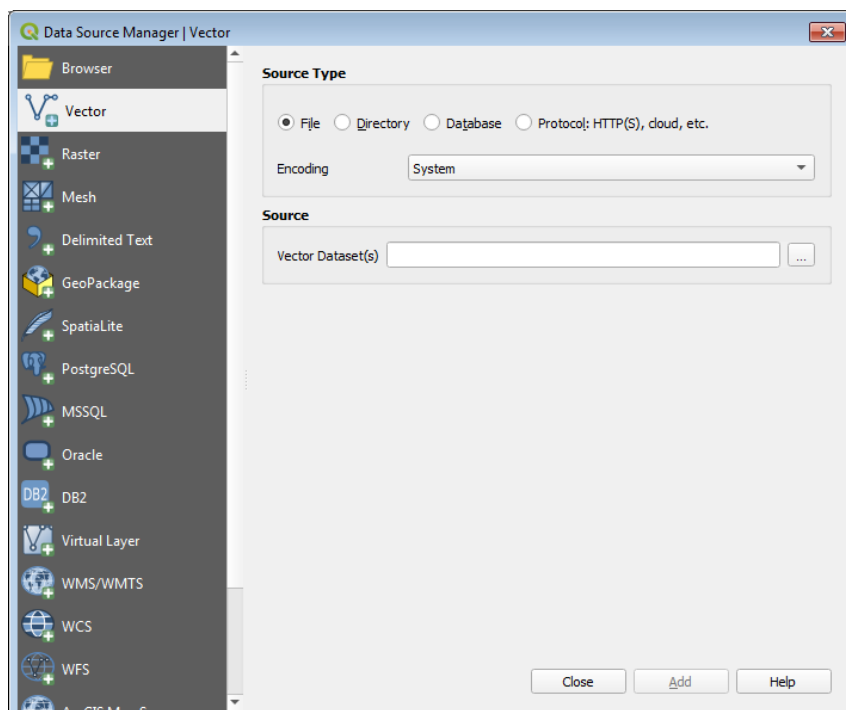 Data Source Manager | Vector
Browser
Vector
Raster
Mesh
Delimited Text
GeoPackage
SpatiaLite
PostgreSQL
MSSQL
Oracle
DB2
DB2
Virtual Layer
WMS/WMTS
WCS
WFS
Source Type
File Directory Database Protocol: HTTP(S), cloud, etc.
Encoding System
Source
Vector Dataset(s) ...
Close Add Help